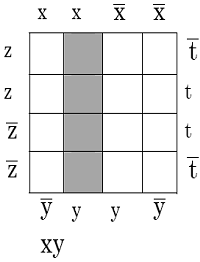 x x x̅ x̅
z t̅
z t
z̅ t
z̅ t̅
y̅ y y y̅
xy